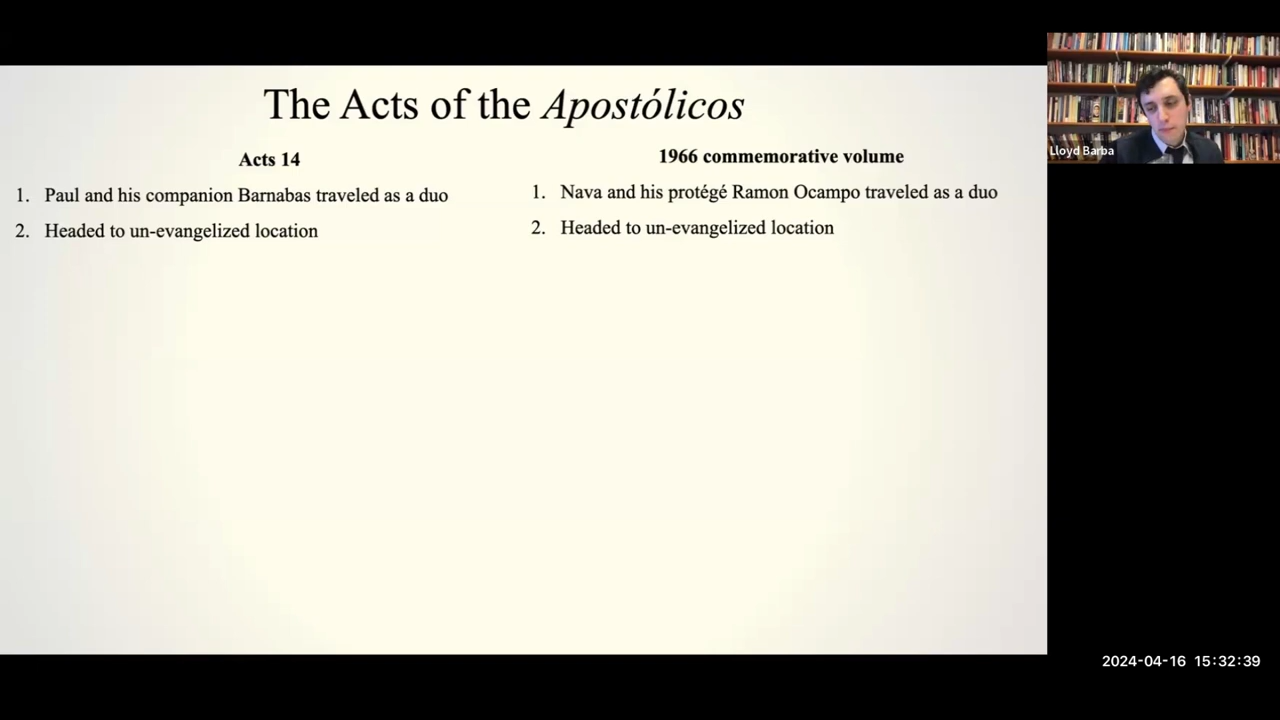 The Acts of the Apostólicos
Acts 14
1. Paul and his companion Barnabas traveled as a duo
2. Headed to un-evangelized location
1966 commemorative volume
1. Nava and his protégé Ramon Ocampo traveled as a duo
2. Headed to un-evangelized location
Lloyd Barba
2024-04-16 15:32:39